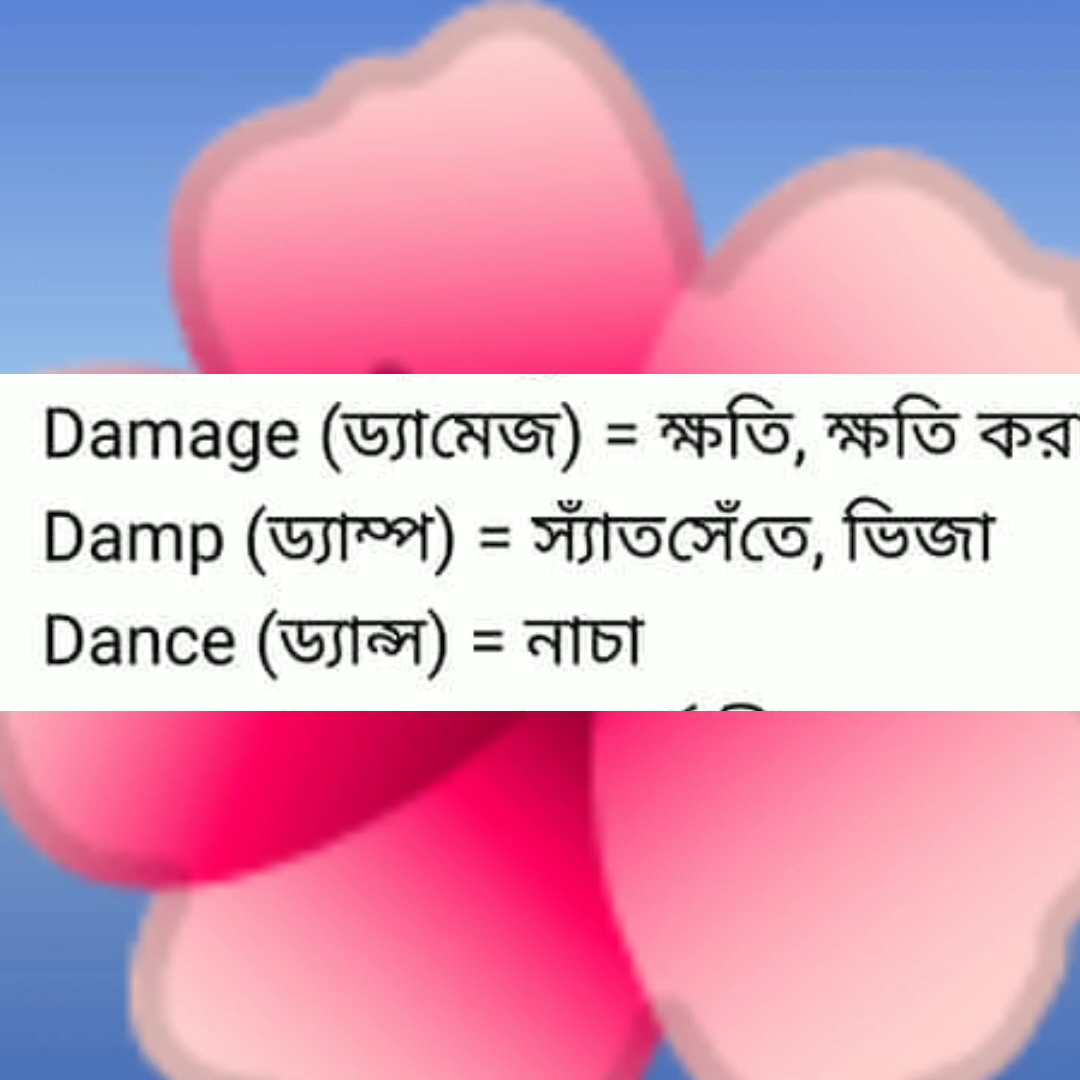 Damage (ড্যামেজ) = ক্ষতি, ক্ষতি কর
Damp (ড্যাম্প) = স্যাঁতসেঁতে, ভিজা
Dance (ড্যান্স) = নাচা